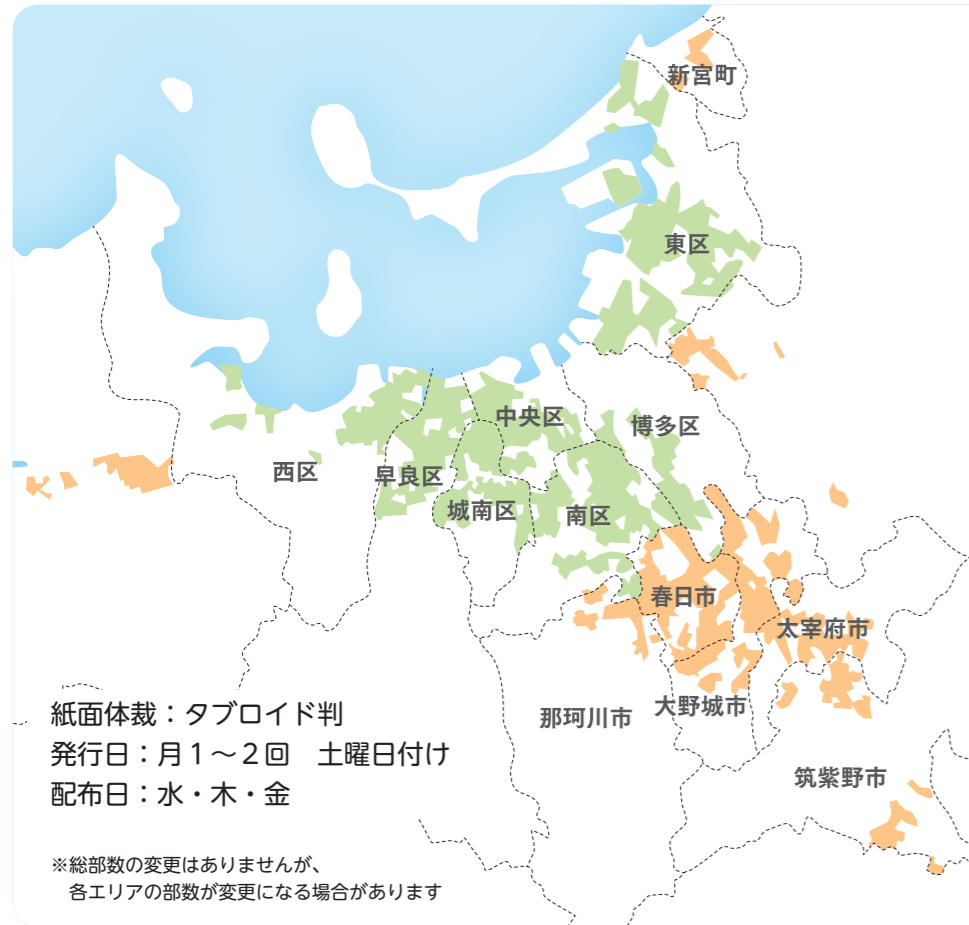 新宮町
東区
中央区
博多区
西区
早良区
城南区
南区
春日市
太宰府市
大野城市
那珂川市
筑紫野市
紙面体裁：タブロイド判
発行日：月１～２回　土曜日付け
配布日：水・木・金
※総部数の変更はありませんが、
各エリアの部数が変更になる場合があります